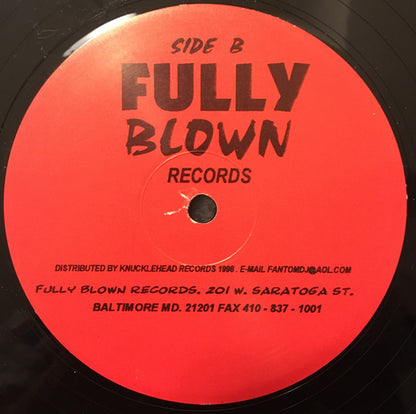 SIDE B
FULLY
BLOWN
RECORDS
DISTRIBUTED BY KNUCKLEHEAD RECORDS 1998 . E-MAIL FANTOMDJ@AOL.COM
FULLY BLOWN RECORDS. 201 W. SARATOGA ST.
BALTIMORE MD. 21201 FAX 410 - 837 - 1001